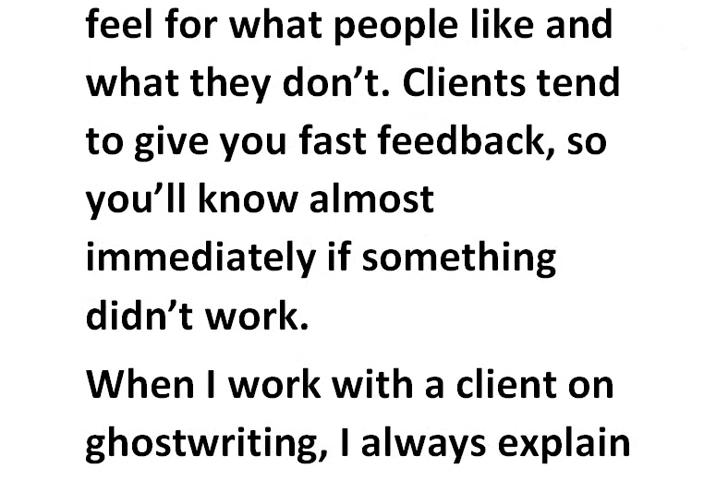 feel for what people like and
what they don’t. Clients tend
to give you fast feedback, so
you’ll know almost
immediately if something
didn’t work.
When I work with a client on
ghostwriting, I always explain